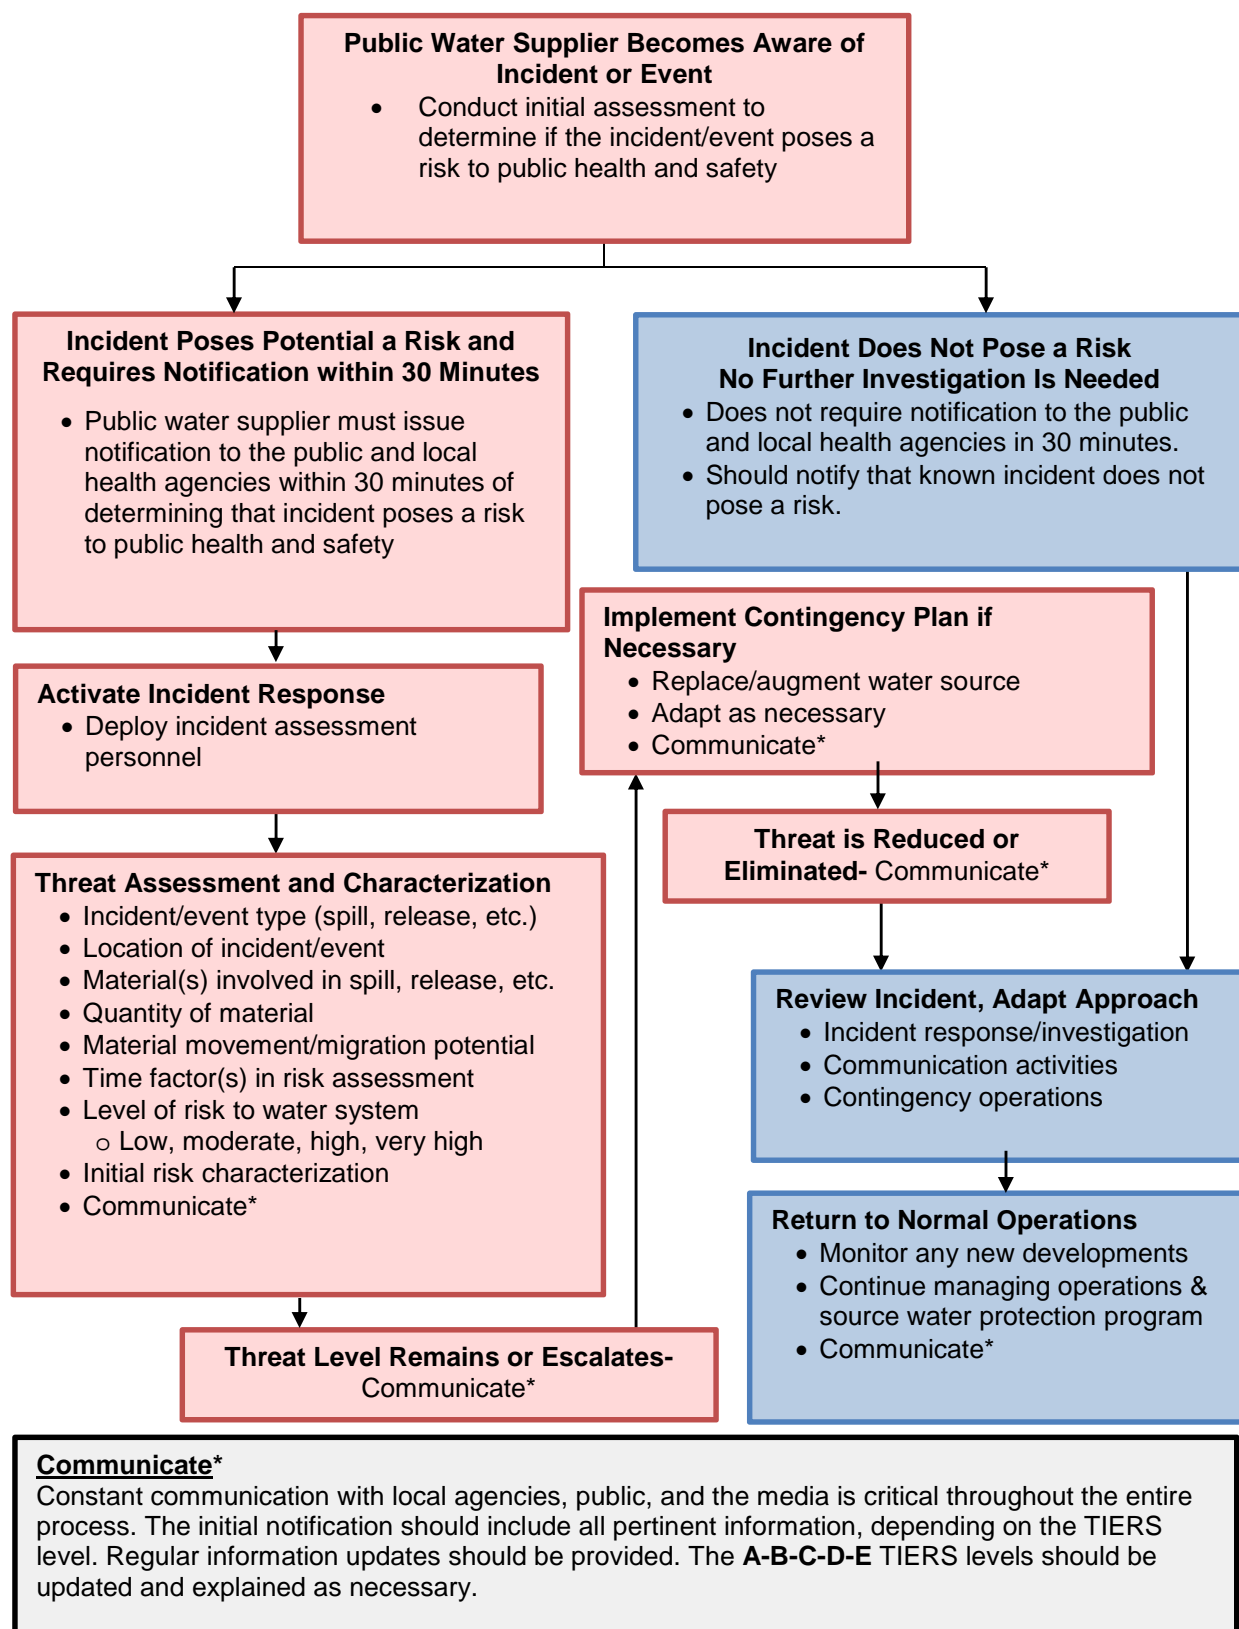 Public Water Supplier Becomes Aware of
Incident or Event
• Conduct initial assessment to
determine if the incident/event poses a
risk to public health and safety
Incident Poses Potential a Risk and
Requires Notification within 30 Minutes
• Public water supplier must issue
notification to the public and local
health agencies within 30 minutes of
determining that incident poses a risk
to public health and safety
Incident Does Not Pose a Risk
No Further Investigation Is Needed
• Does not require notification to the public
and local health agencies in 30 minutes.
• Should notify that known incident does not
pose a risk.
Activate Incident Response
• Deploy incident assessment
personnel
Threat Assessment and Characterization
• Incident/event type (spill, release, etc.)
• Location of incident/event
• Material(s) involved in spill, release, etc.
• Quantity of material
• Material movement/migration potential
• Time factor(s) in risk assessment
• Level of risk to water system
o Low, moderate, high, very high
• Initial risk characterization
• Communicate*
Threat Level Remains or Escalates-
Communicate*
Implement Contingency Plan if
Necessary
• Replace/augment water source
• Adapt as necessary
• Communicate*
Threat is Reduced or
Eliminated- Communicate*
Review Incident, Adapt Approach
• Incident response/investigation
• Communication activities
• Contingency operations
Return to Normal Operations
• Monitor any new developments
• Continue managing operations &
source water protection program
• Communicate*
Communicate*
Constant communication with local agencies, public, and the media is critical throughout the entire
process. The initial notification should include all pertinent information, depending on the TIERS
level. Regular information updates should be provided. The A-B-C-D-E TIERS levels should be
updated and explained as necessary.